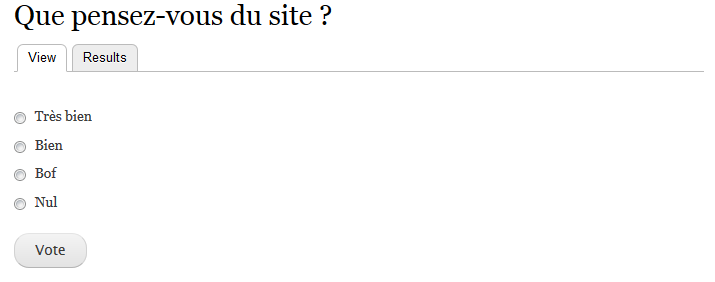 Que pensez-vous du site ?
View Results
Très bien
Bien
Bof
Nul
Vote